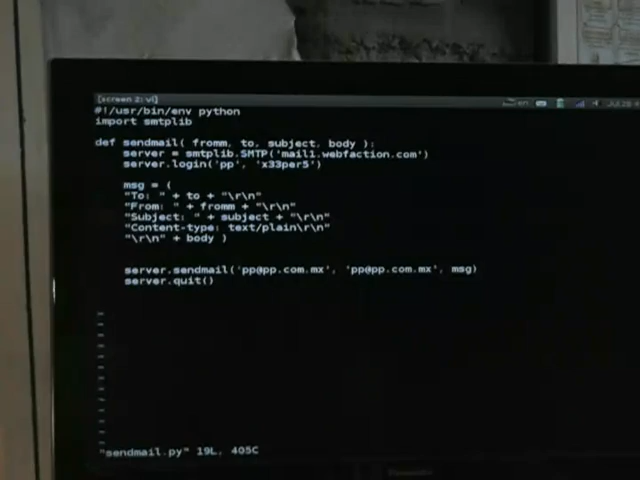 [screen 2: vi]
#!/usr/bin/env python
import smtplib
def sendmail( fromm, to, subject, body ):
server = smtplib.SMTP('mail1.webfaction.com')
server.login('pp', 'x33per5')
msg = (
"To: " + to + "\r\n"
"From: " + fromm + "\r\n"
"Subject: " + subject + "\r\n"
"Content-type: text/plain\r\n"
"\r\n" + body )
server.sendmail('pp@pp.com.mx', 'pp@pp.com.mx', msg)
server.quit()
~
~
~
~
~
~
~
~
~
~
~
~
~
"sendmail.py" 19L, 405C